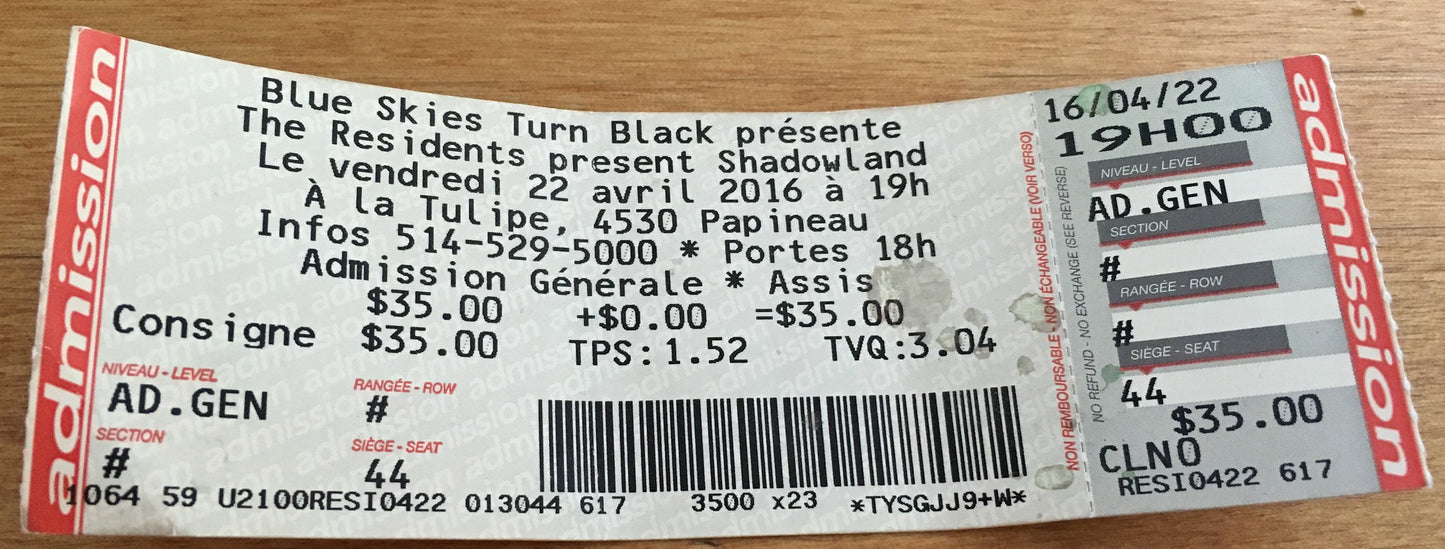 admission
Blue Skies Turn Black présente
The Residents present Shadowland
Le vendredi 22 avril 2016 à 19h
À la Tulipe, 4530 Papineau
Infos 514-529-5000 * Portes 18h
Admission Générale * Assis
$35.00 +$0.00 =$35.00
Consigne $35.00 TPS:1.52 TVQ:3.04
NIVEAU - LEVEL
AD.GEN
RANGÉE - ROW
#
SECTION
#
SIÈGE - SEAT
44
1064 59 U2100RESI0422 013044 617 3500 x23 *TYSGJJ9+W*
NON REMBOURSABLE - NON ÉCHANGEABLE (VOIR VERSO)
NO REFUND - NO EXCHANGE (SEE REVERSE)
16/04/22
19H00
NIVEAU - LEVEL
AD.GEN
SECTION
#
RANGÉE - ROW
#
SIÈGE - SEAT
44
$35.00
CLNO
RESI0422 617
admission